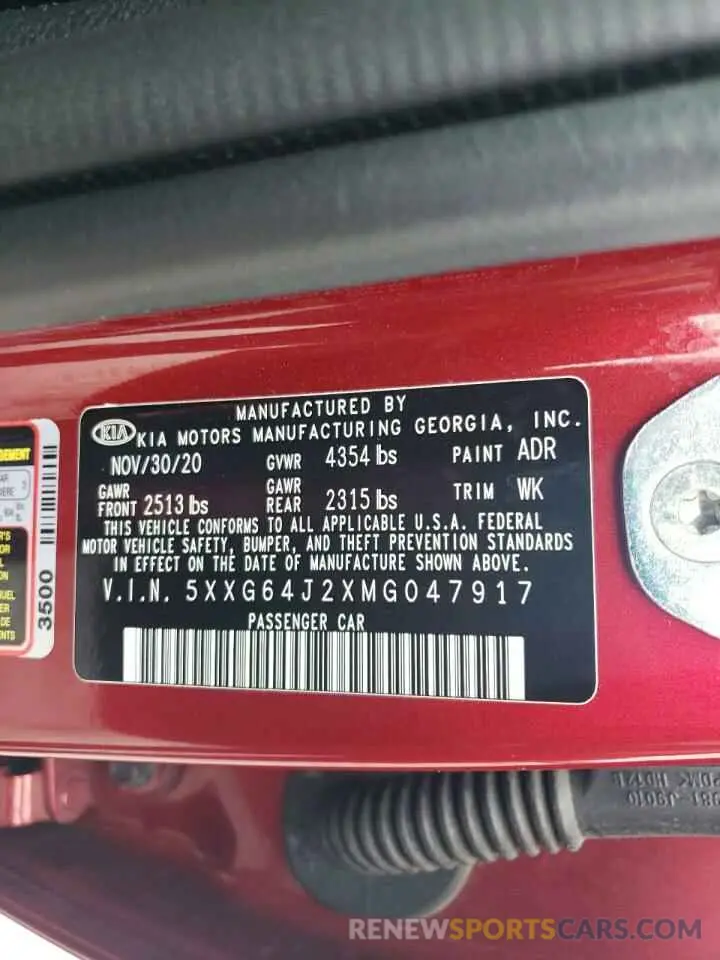 MANUFACTURED BY
KIA KIA MOTORS MANUFACTURING GEORGIA, INC.
NOV/30/20 GVWR 4354 lbs PAINT ADR
GAWR FRONT 2513 lbs GAWR REAR 2315 lbs TRIM WK
THIS VEHICLE CONFORMS TO ALL APPLICABLE U.S.A. FEDERAL
MOTOR VEHICLE SAFETY, BUMPER, AND THEFT PREVENTION STANDARDS
IN EFFECT ON THE DATE OF MANUFACTURE SHOWN ABOVE.
V.I.N. 5XXG64J2XMG047917
PASSENGER CAR
3500
RENEWSPORTSCARS.COM